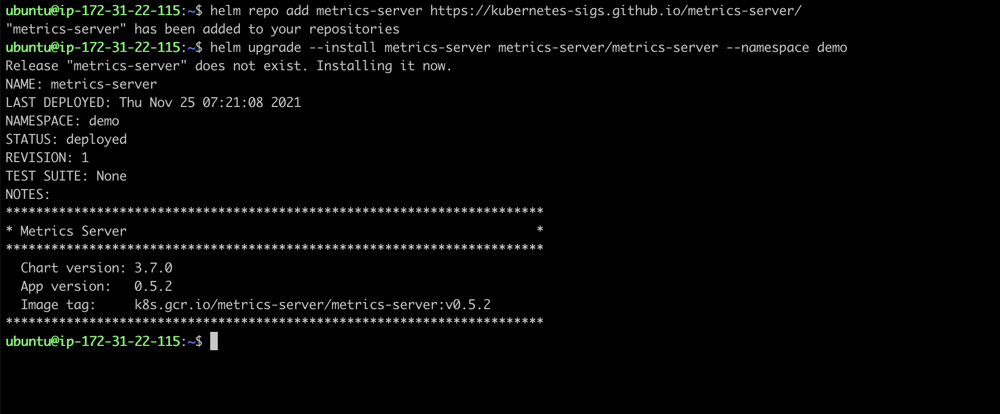 ubuntu@ip-172-31-22-115:~$ helm repo add metrics-server https://kubernetes-sigs.github.io/metrics-server/
"metrics-server" has been added to your repositories
ubuntu@ip-172-31-22-115:~$ helm upgrade --install metrics-server metrics-server/metrics-server --namespace demo
Release "metrics-server" does not exist. Installing it now.
NAME: metrics-server
LAST DEPLOYED: Thu Nov 25 07:21:08 2021
NAMESPACE: demo
STATUS: deployed
REVISION: 1
TEST SUITE: None
NOTES:
***********************************************************************
* Metrics Server                                                      *
***********************************************************************
  Chart version: 3.7.0
  App version:   0.5.2
  Image tag:     k8s.gcr.io/metrics-server/metrics-server:v0.5.2
***********************************************************************
ubuntu@ip-172-31-22-115:~$